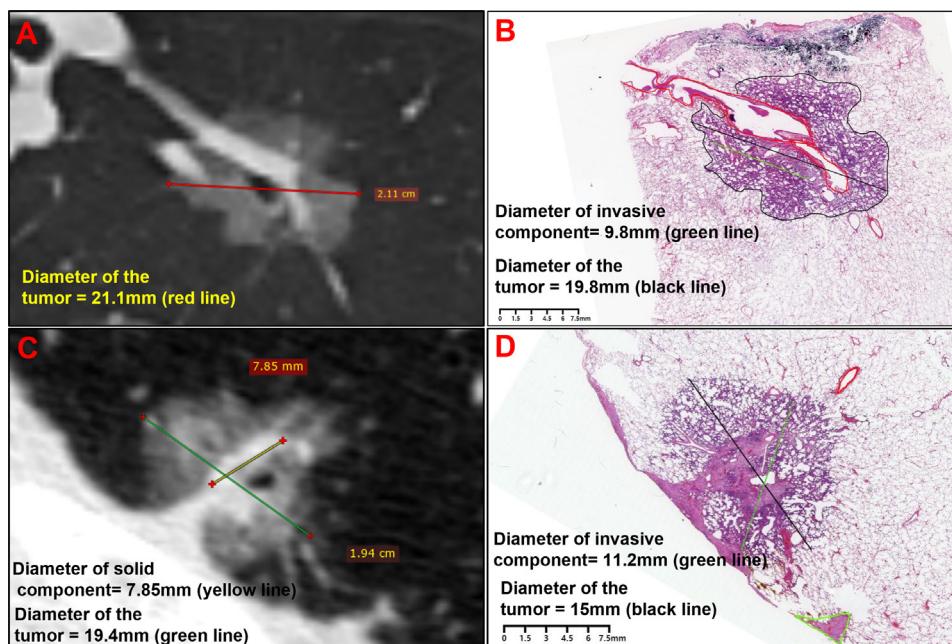 A
2.11 cm
Diameter of the
tumor = 21.1mm (red line)
B
Diameter of invasive
component= 9.8mm (green line)
Diameter of the
tumor = 19.8mm (black line)
0 1.5 3 4.5 6 7.5mm
C
7.85 mm
1.94 cm
Diameter of solid
component= 7.85mm (yellow line)
Diameter of the
tumor = 19.4mm (green line)
D
Diameter of invasive
component= 11.2mm (green line)
Diameter of the
tumor = 15mm (black line)
0 1.5 3 4.5 6 7.5mm